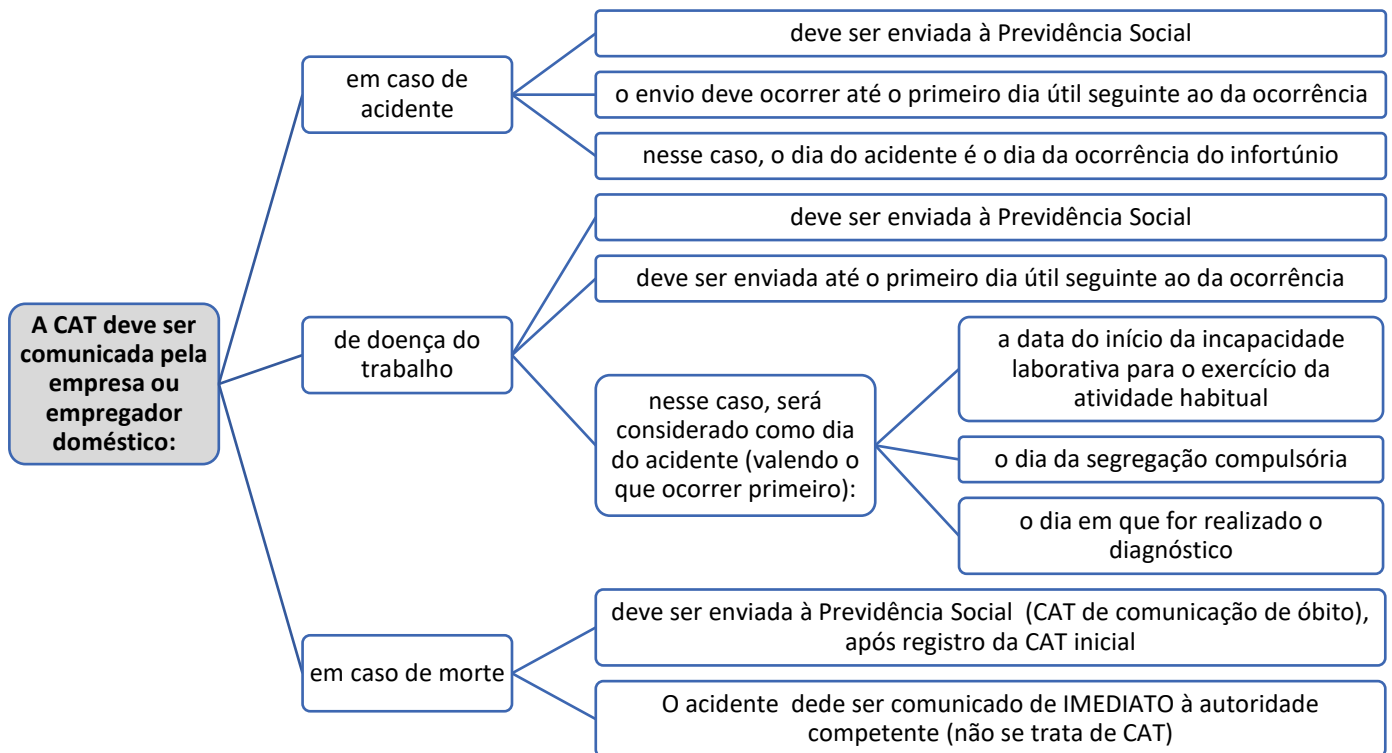 A CAT deve ser
comunicada pela
empresa ou
empregador
doméstico:
em caso de
acidente
deve ser enviada à Previdência Social
o envio deve ocorrer até o primeiro dia útil seguinte ao da ocorrência
nesse caso, o dia do acidente é o dia da ocorrência do infortúnio
de doença do
trabalho
deve ser enviada à Previdência Social
deve ser enviada até o primeiro dia útil seguinte ao da ocorrência
nesse caso, será
considerado como dia
do acidente (valendo o
que ocorrer primeiro):
a data do início da incapacidade
laborativa para o exercício da
atividade habitual
o dia da segregação compulsória
o dia em que for realizado o
diagnóstico
em caso de morte
deve ser enviada à Previdência Social (CAT de comunicação de óbito),
após registro da CAT inicial
O acidente dede ser comunicado de IMEDIATO à autoridade
competente (não se trata de CAT)